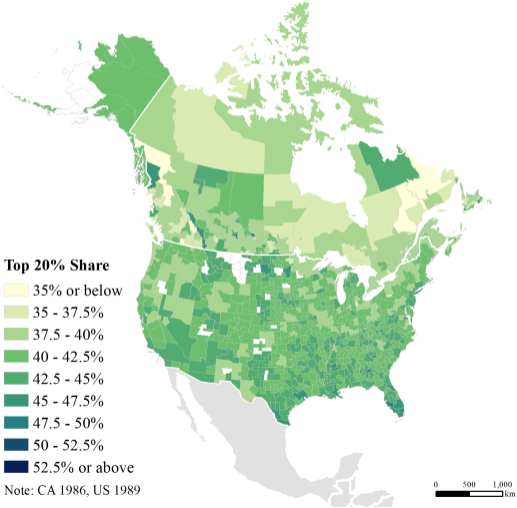 Top 20% Share
35% or below
35 - 37.5%
37.5 - 40%
40 - 42.5%
42.5 - 45%
45 - 47.5%
47.5 - 50%
50 - 52.5%
52.5% or above
Note: CA 1986, US 1989
0 500 1,000
km